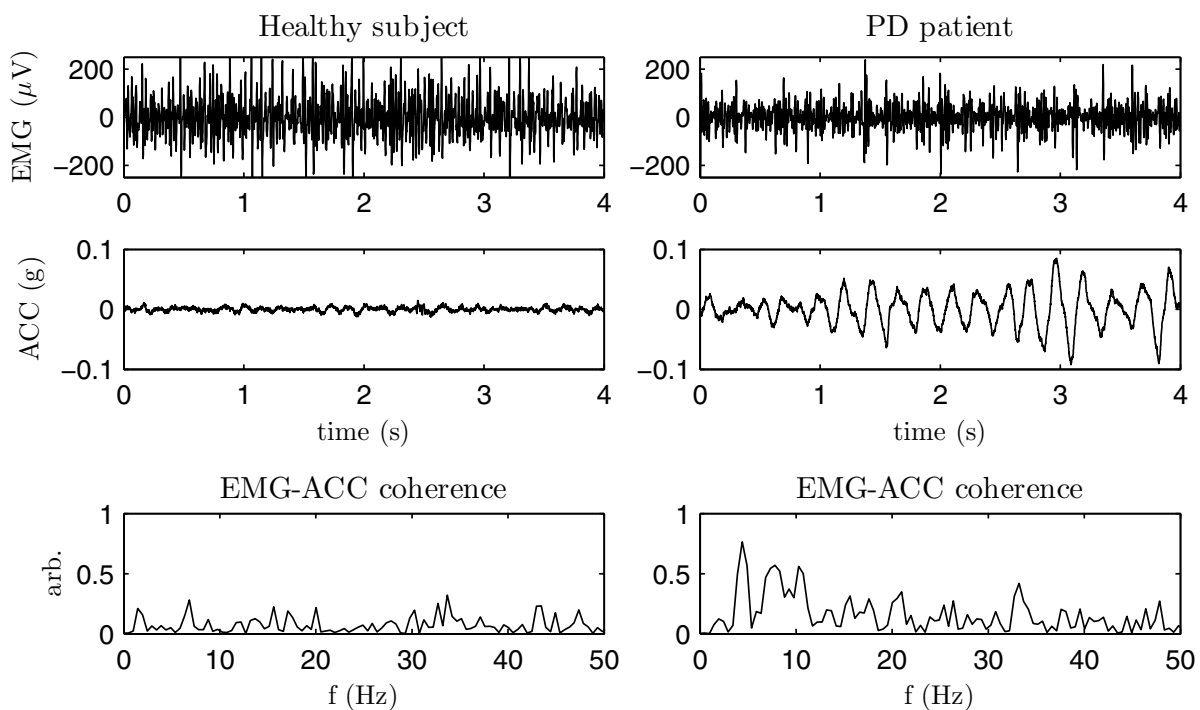 Healthy subject PD patient
EMG (μV) 200 0 −200 200 0 −200
0 1 2 3 4 0 1 2 3 4
ACC (g) 0.1 0 −0.1 0.1 0 −0.1
0 1 2 3 4 0 1 2 3 4
time (s) time (s)
EMG-ACC coherence EMG-ACC coherence
arb. 1 0.5 0 1 0.5 0
0 10 20 30 40 50 0 10 20 30 40 50
f (Hz) f (Hz)